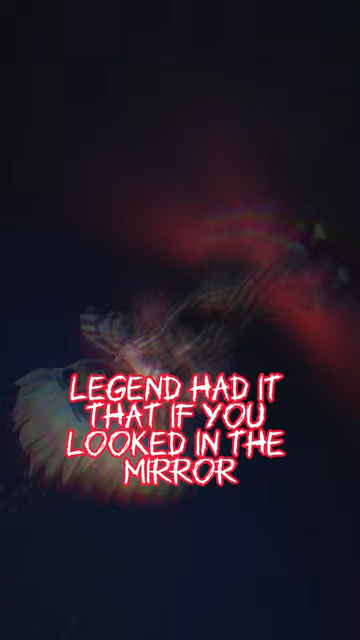 LEGEND HAD IT
THAT IF YOU
LOOKED IN THE
MIRROR